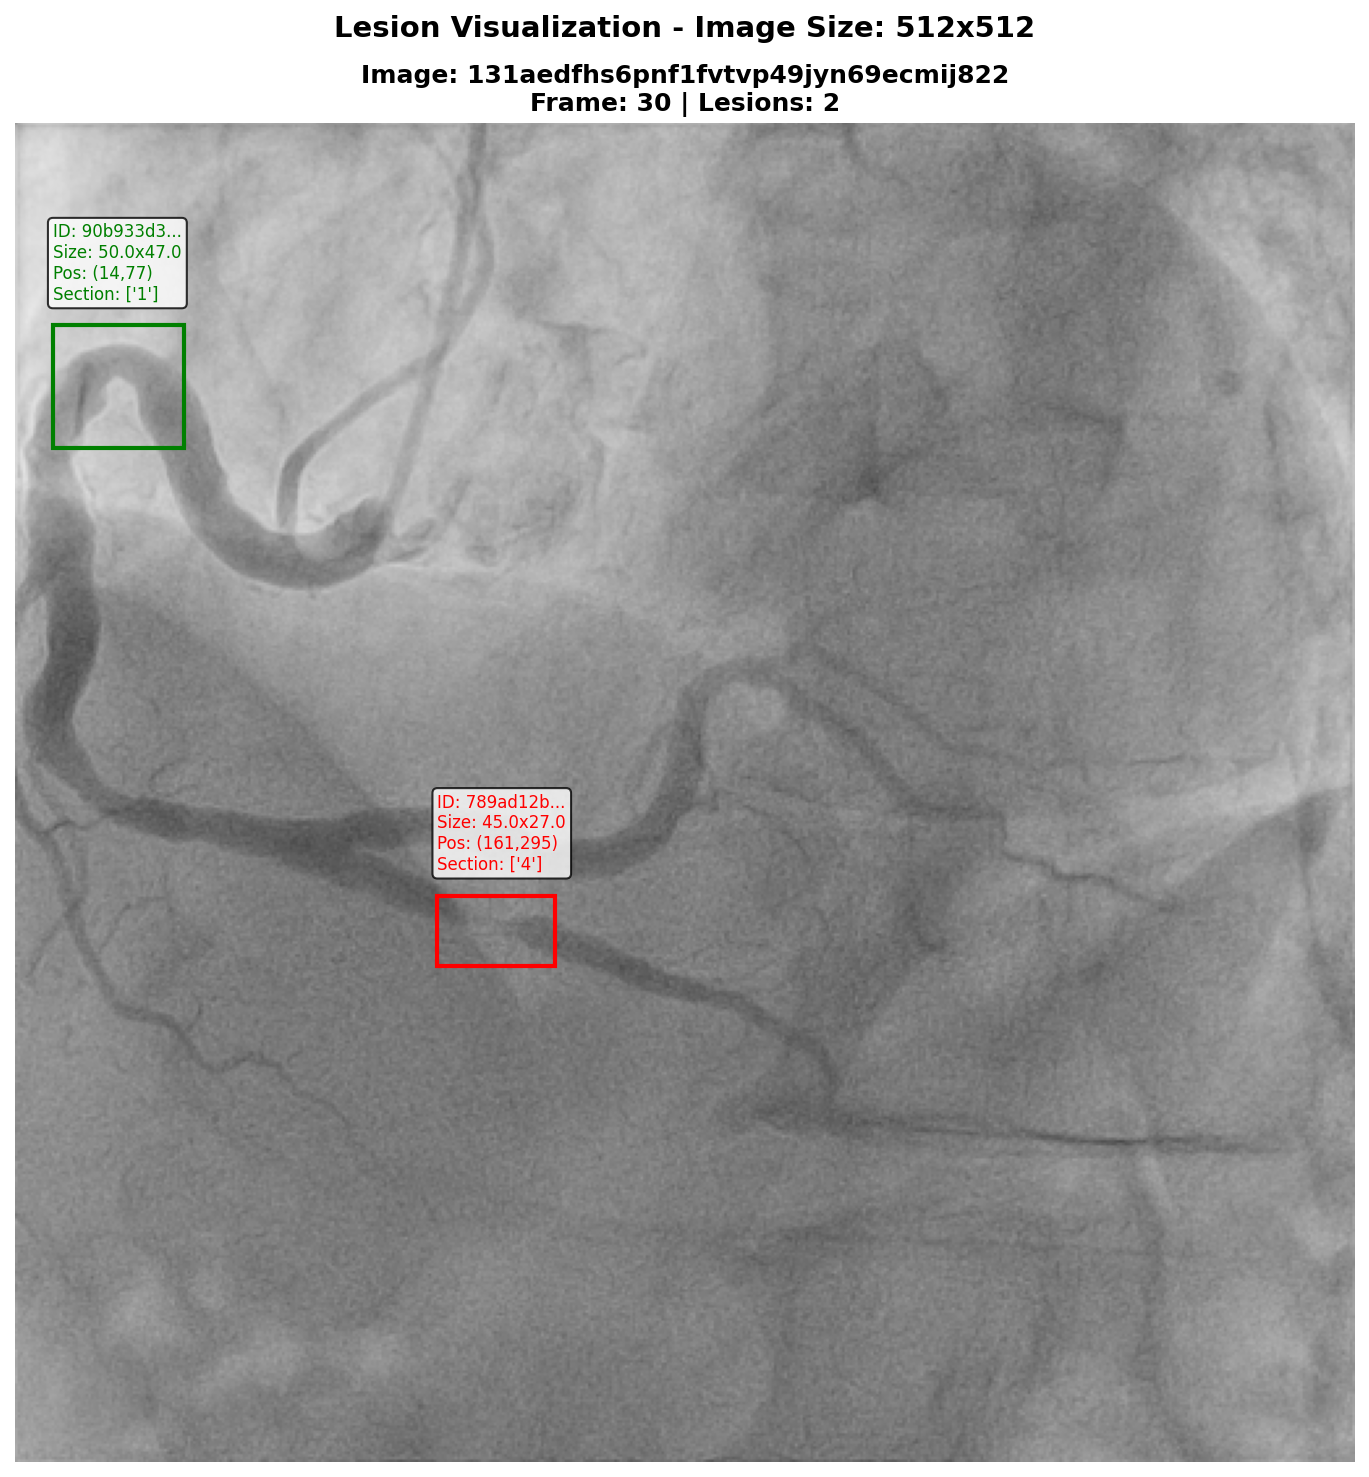 Lesion Visualization - Image Size: 512x512
Image: 131aedfhs6pnf1fvtvp49jyn69ecmij822
Frame: 30 | Lesions: 2
ID: 90b933d3...
Size: 50.0x47.0
Pos: (14,77)
Section: ['1']
ID: 789ad12b...
Size: 45.0x27.0
Pos: (161,295)
Section: ['4']